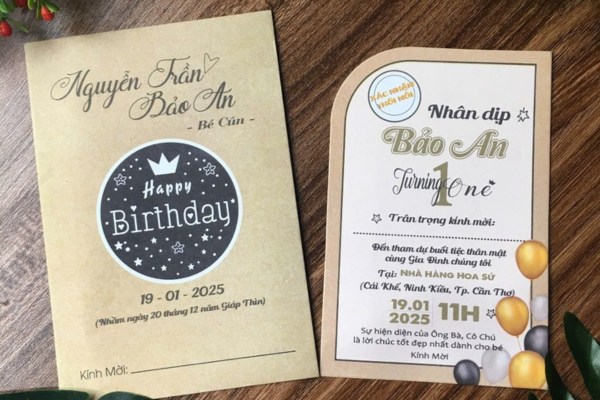 Nguyễn Trần
Bảo An
- Bé Cún -
Happy
Birthday
19 - 01 - 2025
(Nhằm ngày 20 tháng 12 năm Giáp Thìn)
Kính Mời:
XÁC NHẬN
THÔI NÔI
Nhân dịp
Bảo An
Turning 1 One
Trân trọng kính mời:
Đến tham dự buổi tiệc thân mật
cùng Gia Đình chúng tôi
Tại: NHÀ HÀNG HOA SỨ
(Cái Khế, Ninh Kiều, Tp. Cần Thơ)
19.01
2025
11H
Sự hiện diện của Ông Bà, Cô Chú
là lời chúc tốt đẹp nhất dành cho bé.
Kính Mời